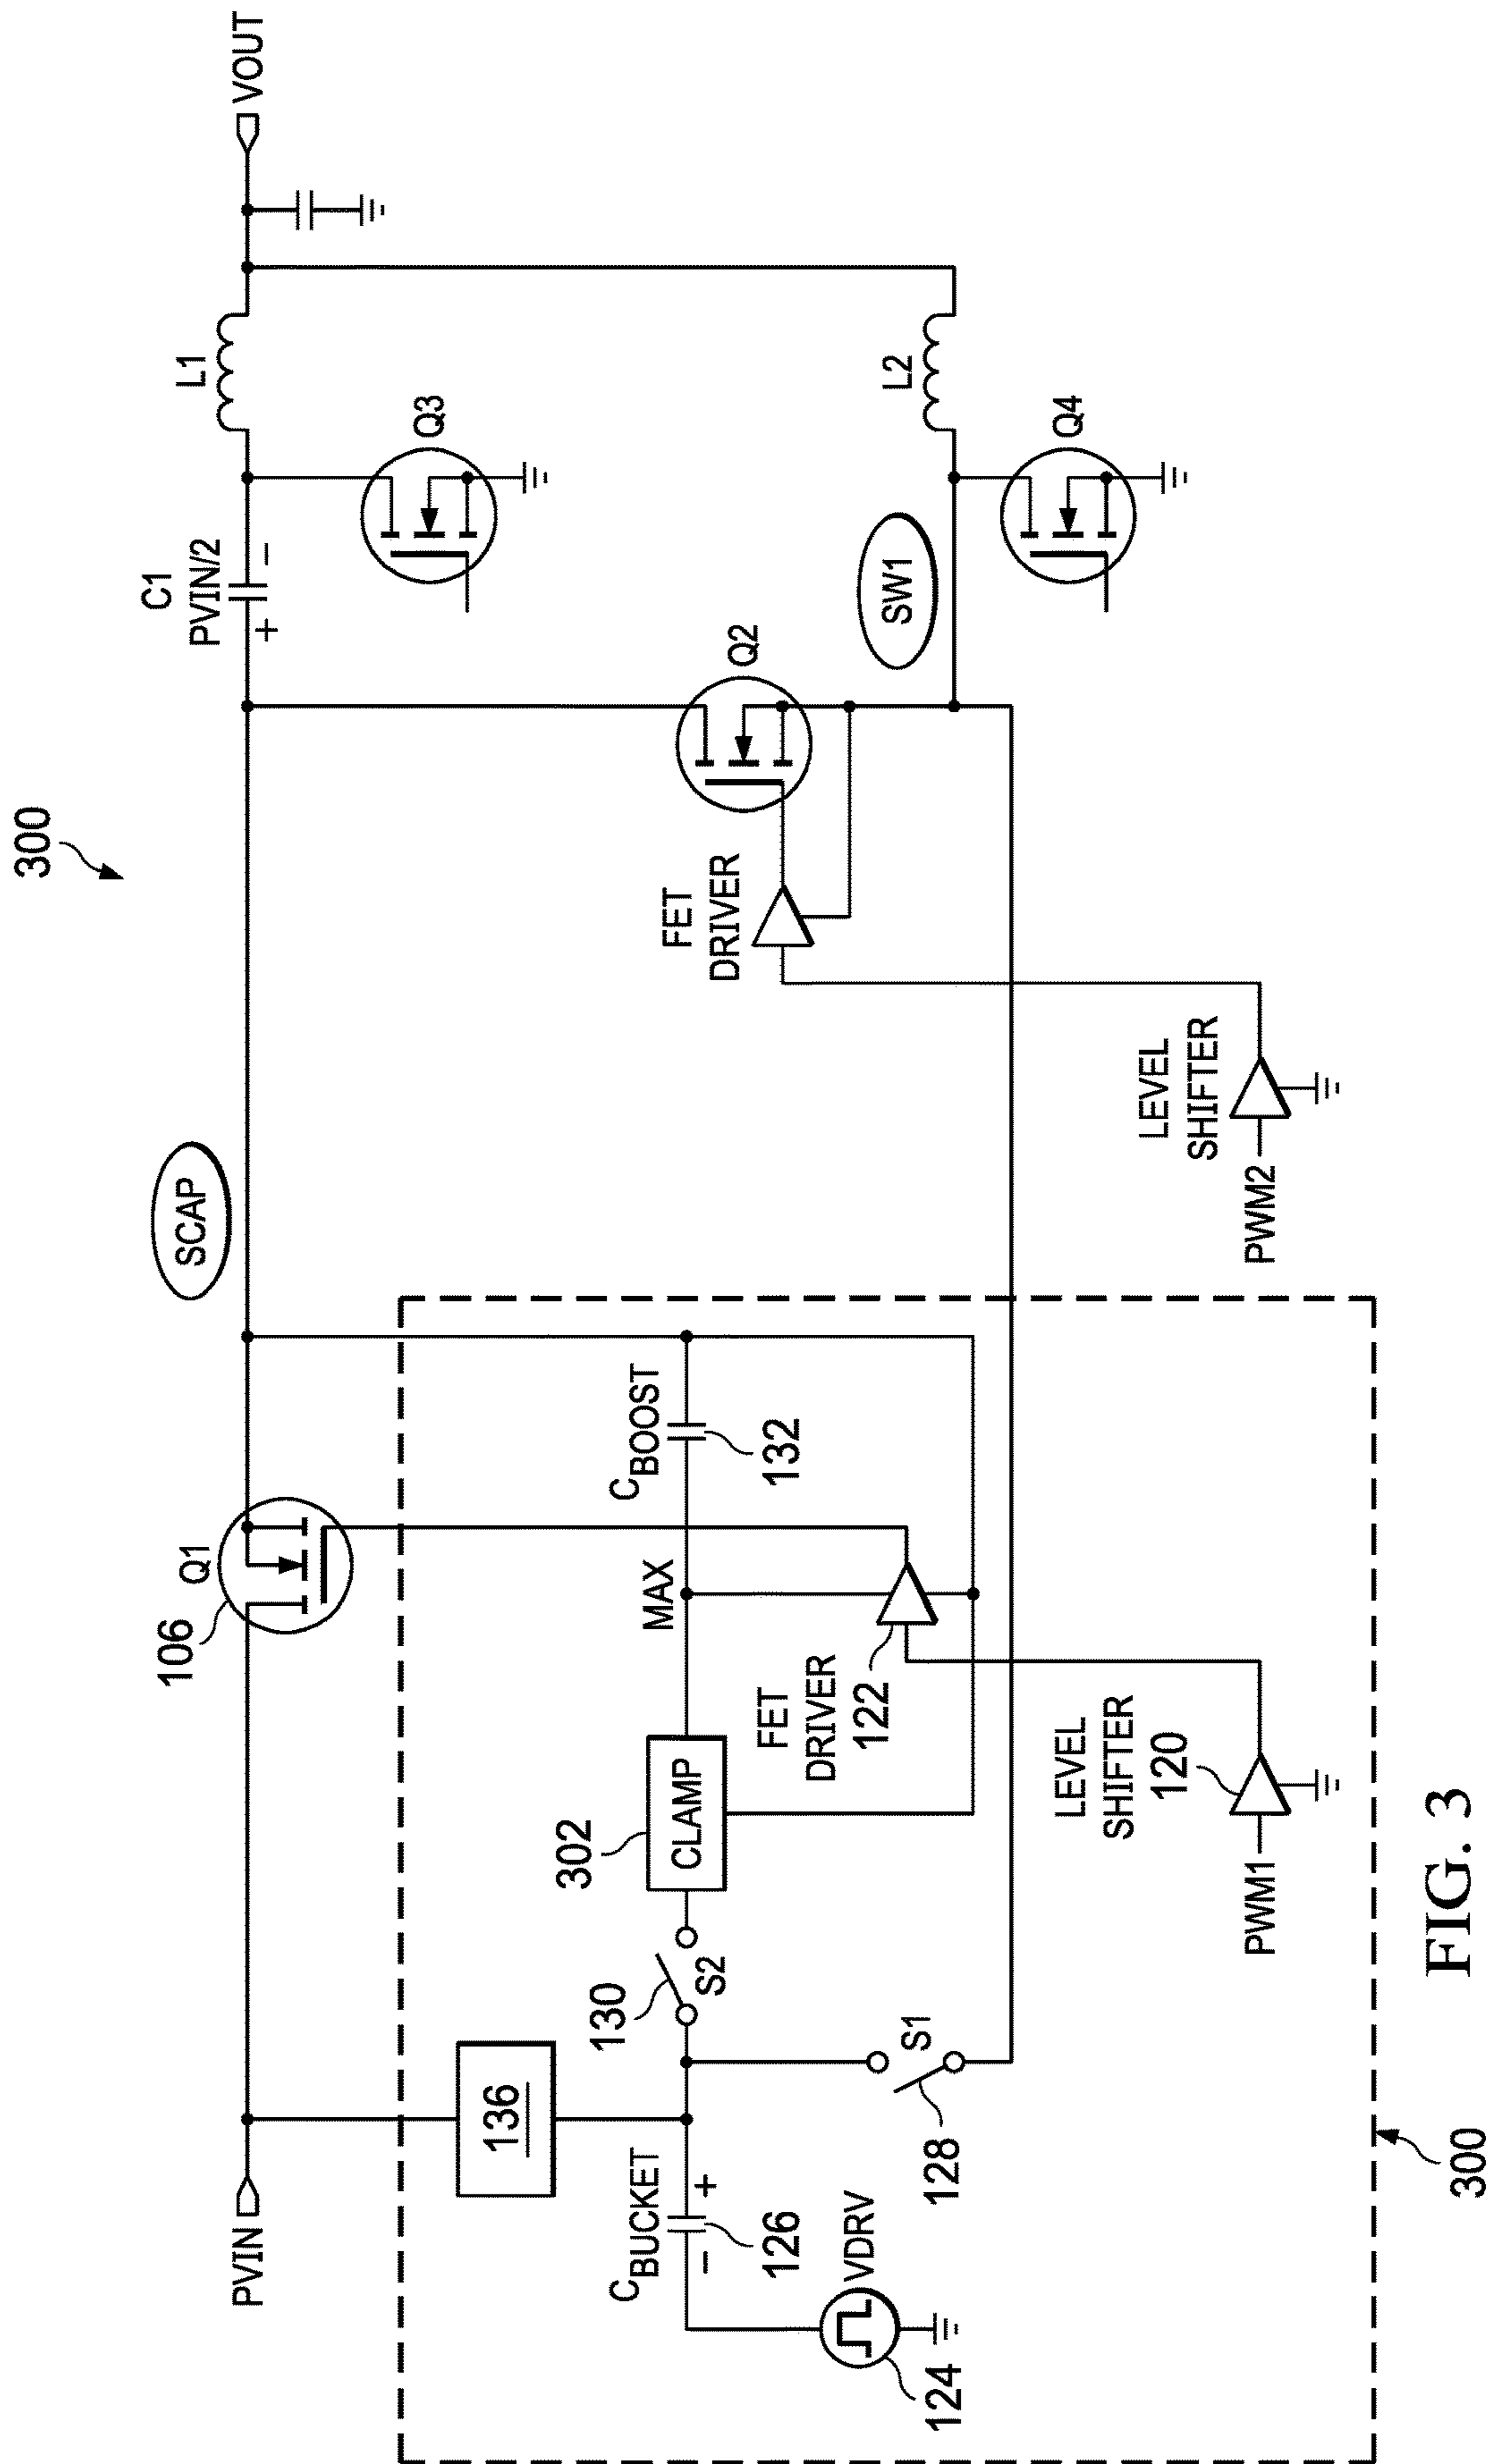 300
PVIN
106
Q1
SCAP
C1
PVIN/2
+
-
L1
VOUT
136
CBUCKET
-
+
126
130
S2
302
CLAMP
MAX
CBOOST
132
FET
DRIVER
Q2
Q3
VDRV
124
128
S1
FET
DRIVER
122
SW1
L2
Q4
LEVEL
SHIFTER
120
PWM1
LEVEL
SHIFTER
PWM2
300
FIG. 3